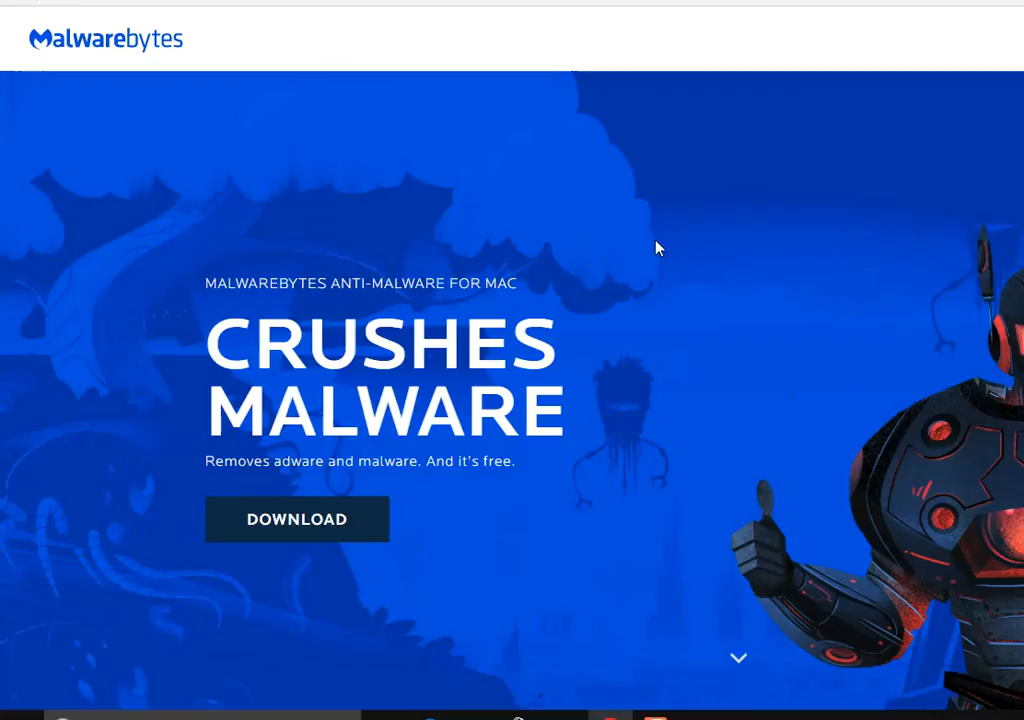 Malwarebytes
MALWAREBYTES ANTI-MALWARE FOR MAC
CRUSHES
MALWARE
Removes adware and malware. And it's free.
DOWNLOAD